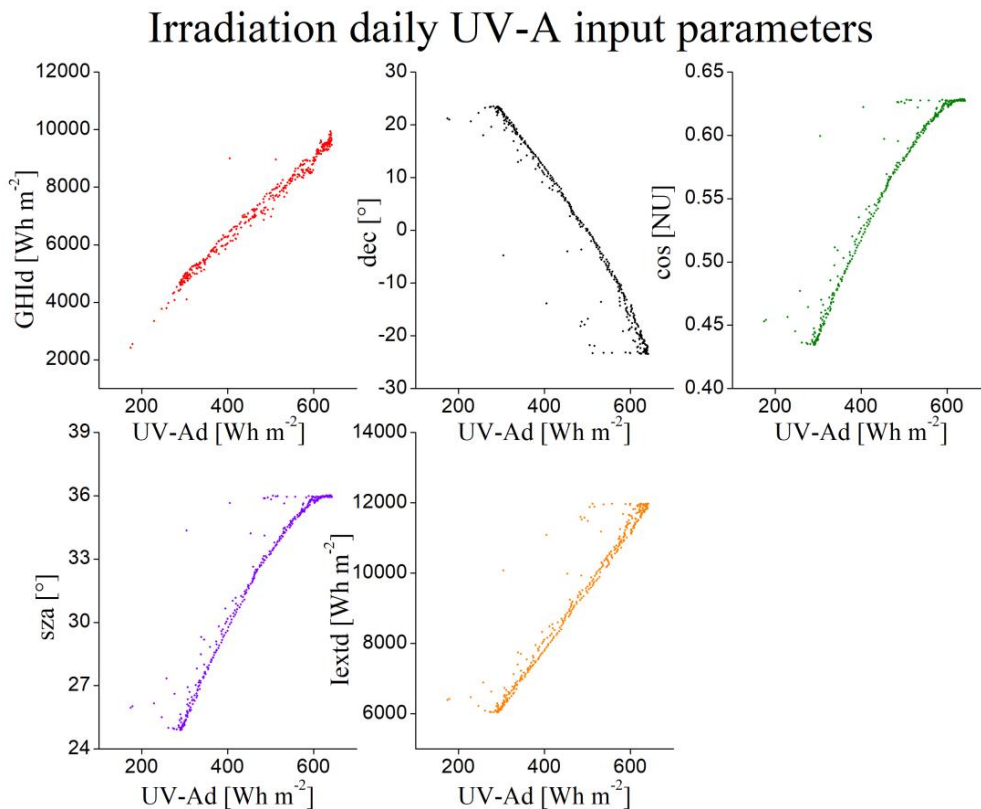 Irradiation daily UV-A input parameters
12000
10000
8000
6000
4000
2000
GHId [Wh m-2]
200 400 600
UV-Ad [Wh m-2]
30
20
10
0
-10
-20
-30
dec [°]
200 400 600
UV-Ad [Wh m-2]
0.65
0.60
0.55
0.50
0.45
0.40
cos [NU]
200 400 600
UV-Ad [Wh m-2]
39
36
33
30
27
24
sza [°]
200 400 600
UV-Ad [Wh m-2]
14000
12000
10000
8000
6000
Iextd [Wh m-2]
200 400 600
UV-Ad [Wh m-2]